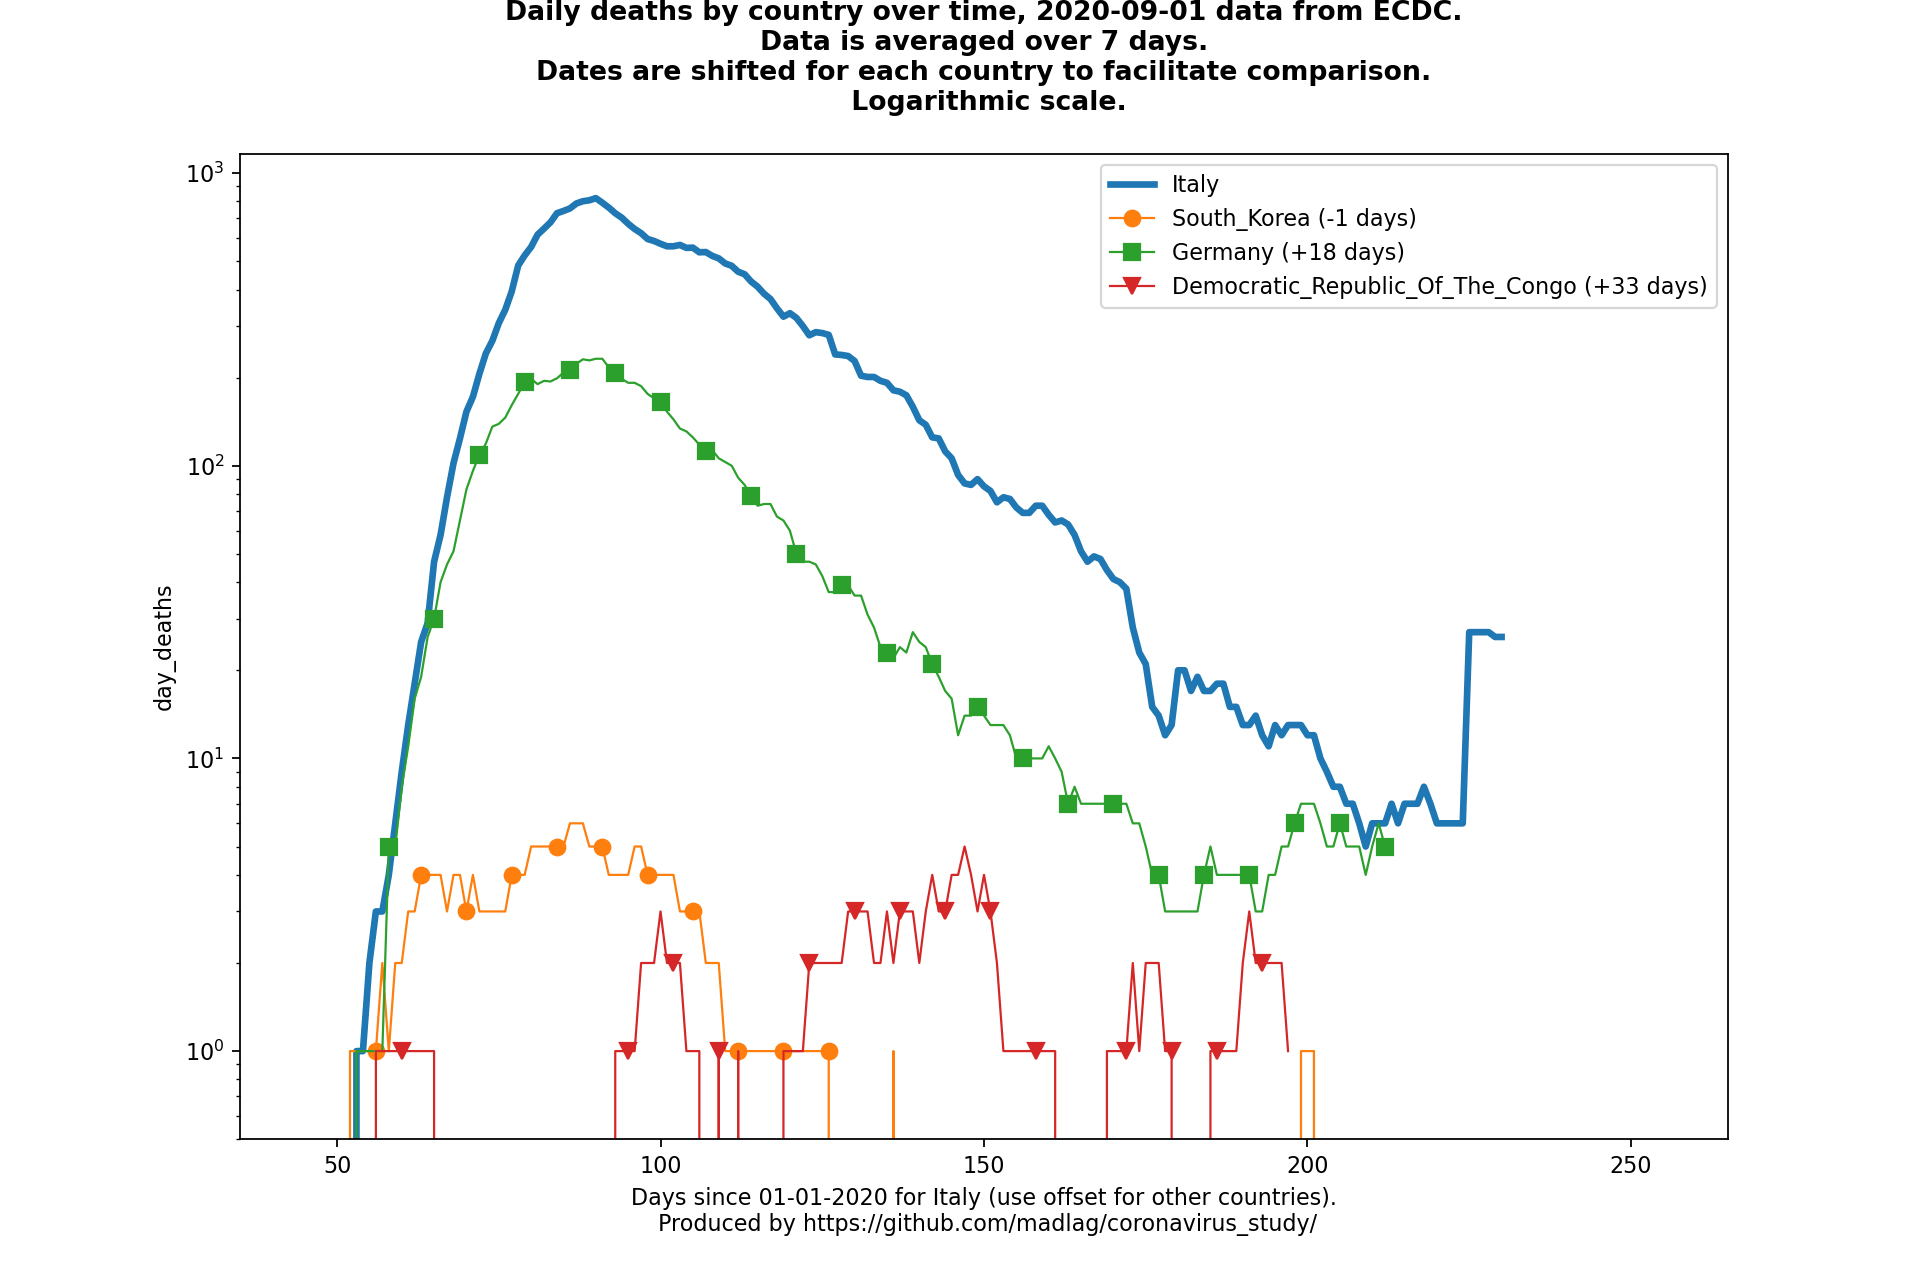 Daily deaths by country over time, 2020-09-01 data from ECDC.
Data is averaged over 7 days.
Dates are shifted for each country to facilitate comparison.
Logarithmic scale.
10³
10²
10¹
10⁰
day_deaths
Italy
South_Korea (-1 days)
Germany (+18 days)
Democratic_Republic_Of_The_Congo (+33 days)
50 100 150 200 250
Days since 01-01-2020 for Italy (use offset for other countries).
Produced by https://github.com/madlag/coronavirus_study/